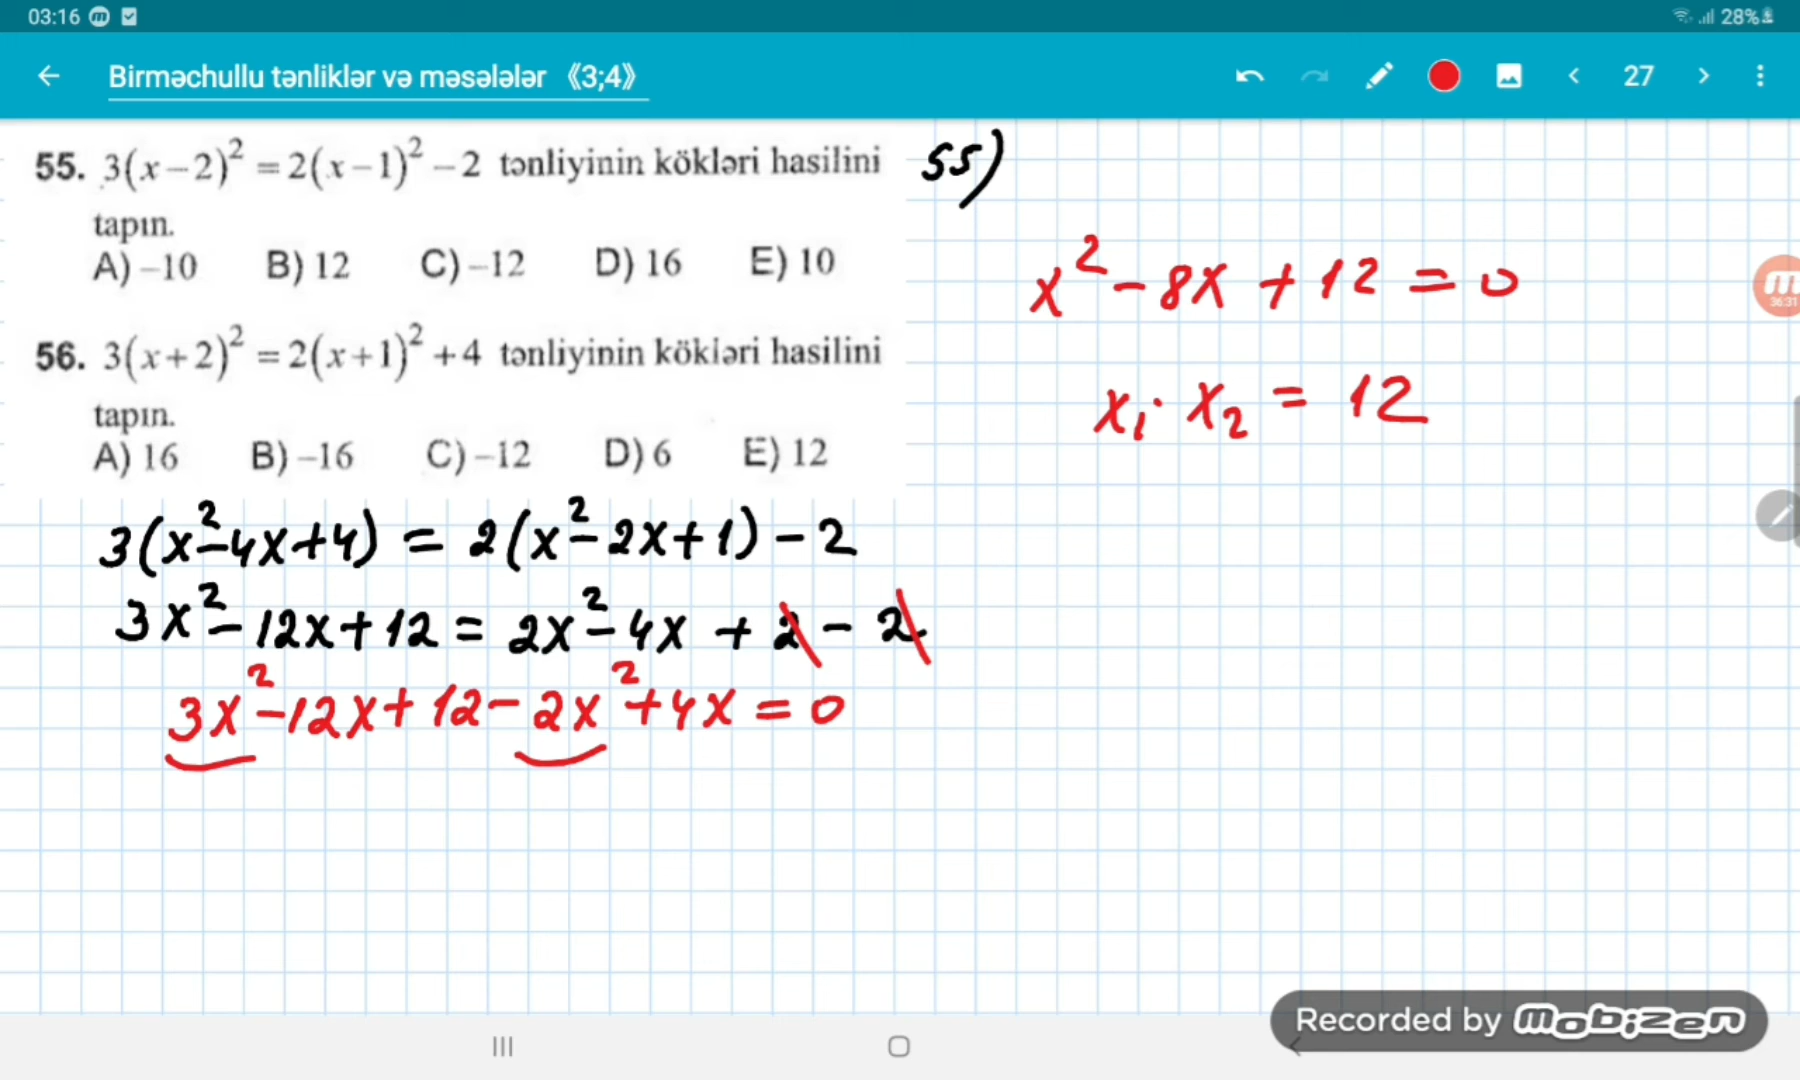 03:16
28%
Birməchullu tənliklər və məsələlər 《3;4》
27
55. 3(x−2)² = 2(x−1)² − 2 tənliyinin kökləri hasilini
tapın.
A) −10 B) 12 C) −12 D) 16 E) 10
56. 3(x+2)² = 2(x+1)² + 4 tənliyinin kökləri hasilini
tapın.
A) 16 B) −16 C) −12 D) 6 E) 12
3(x²−4x+4) = 2(x²−2x+1) − 2
3x²−12x+12 = 2x²−4x + 2 − 2
3x²−12x+12−2x²+4x = 0
55)
x²−8x+12=0
x₁·x₂ = 12
36:31
Recorded by mobizen